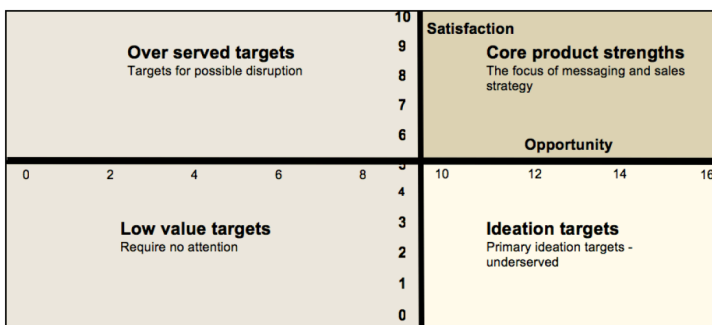 10
Satisfaction
Over served targets
Targets for possible disruption
9
8
7
6
Core product strengths
The focus of messaging and sales
strategy
Opportunity
5
0 2 4 6 8 10 12 14 16
4
3
2
1
0
Low value targets
Require no attention
Ideation targets
Primary ideation targets -
underserved